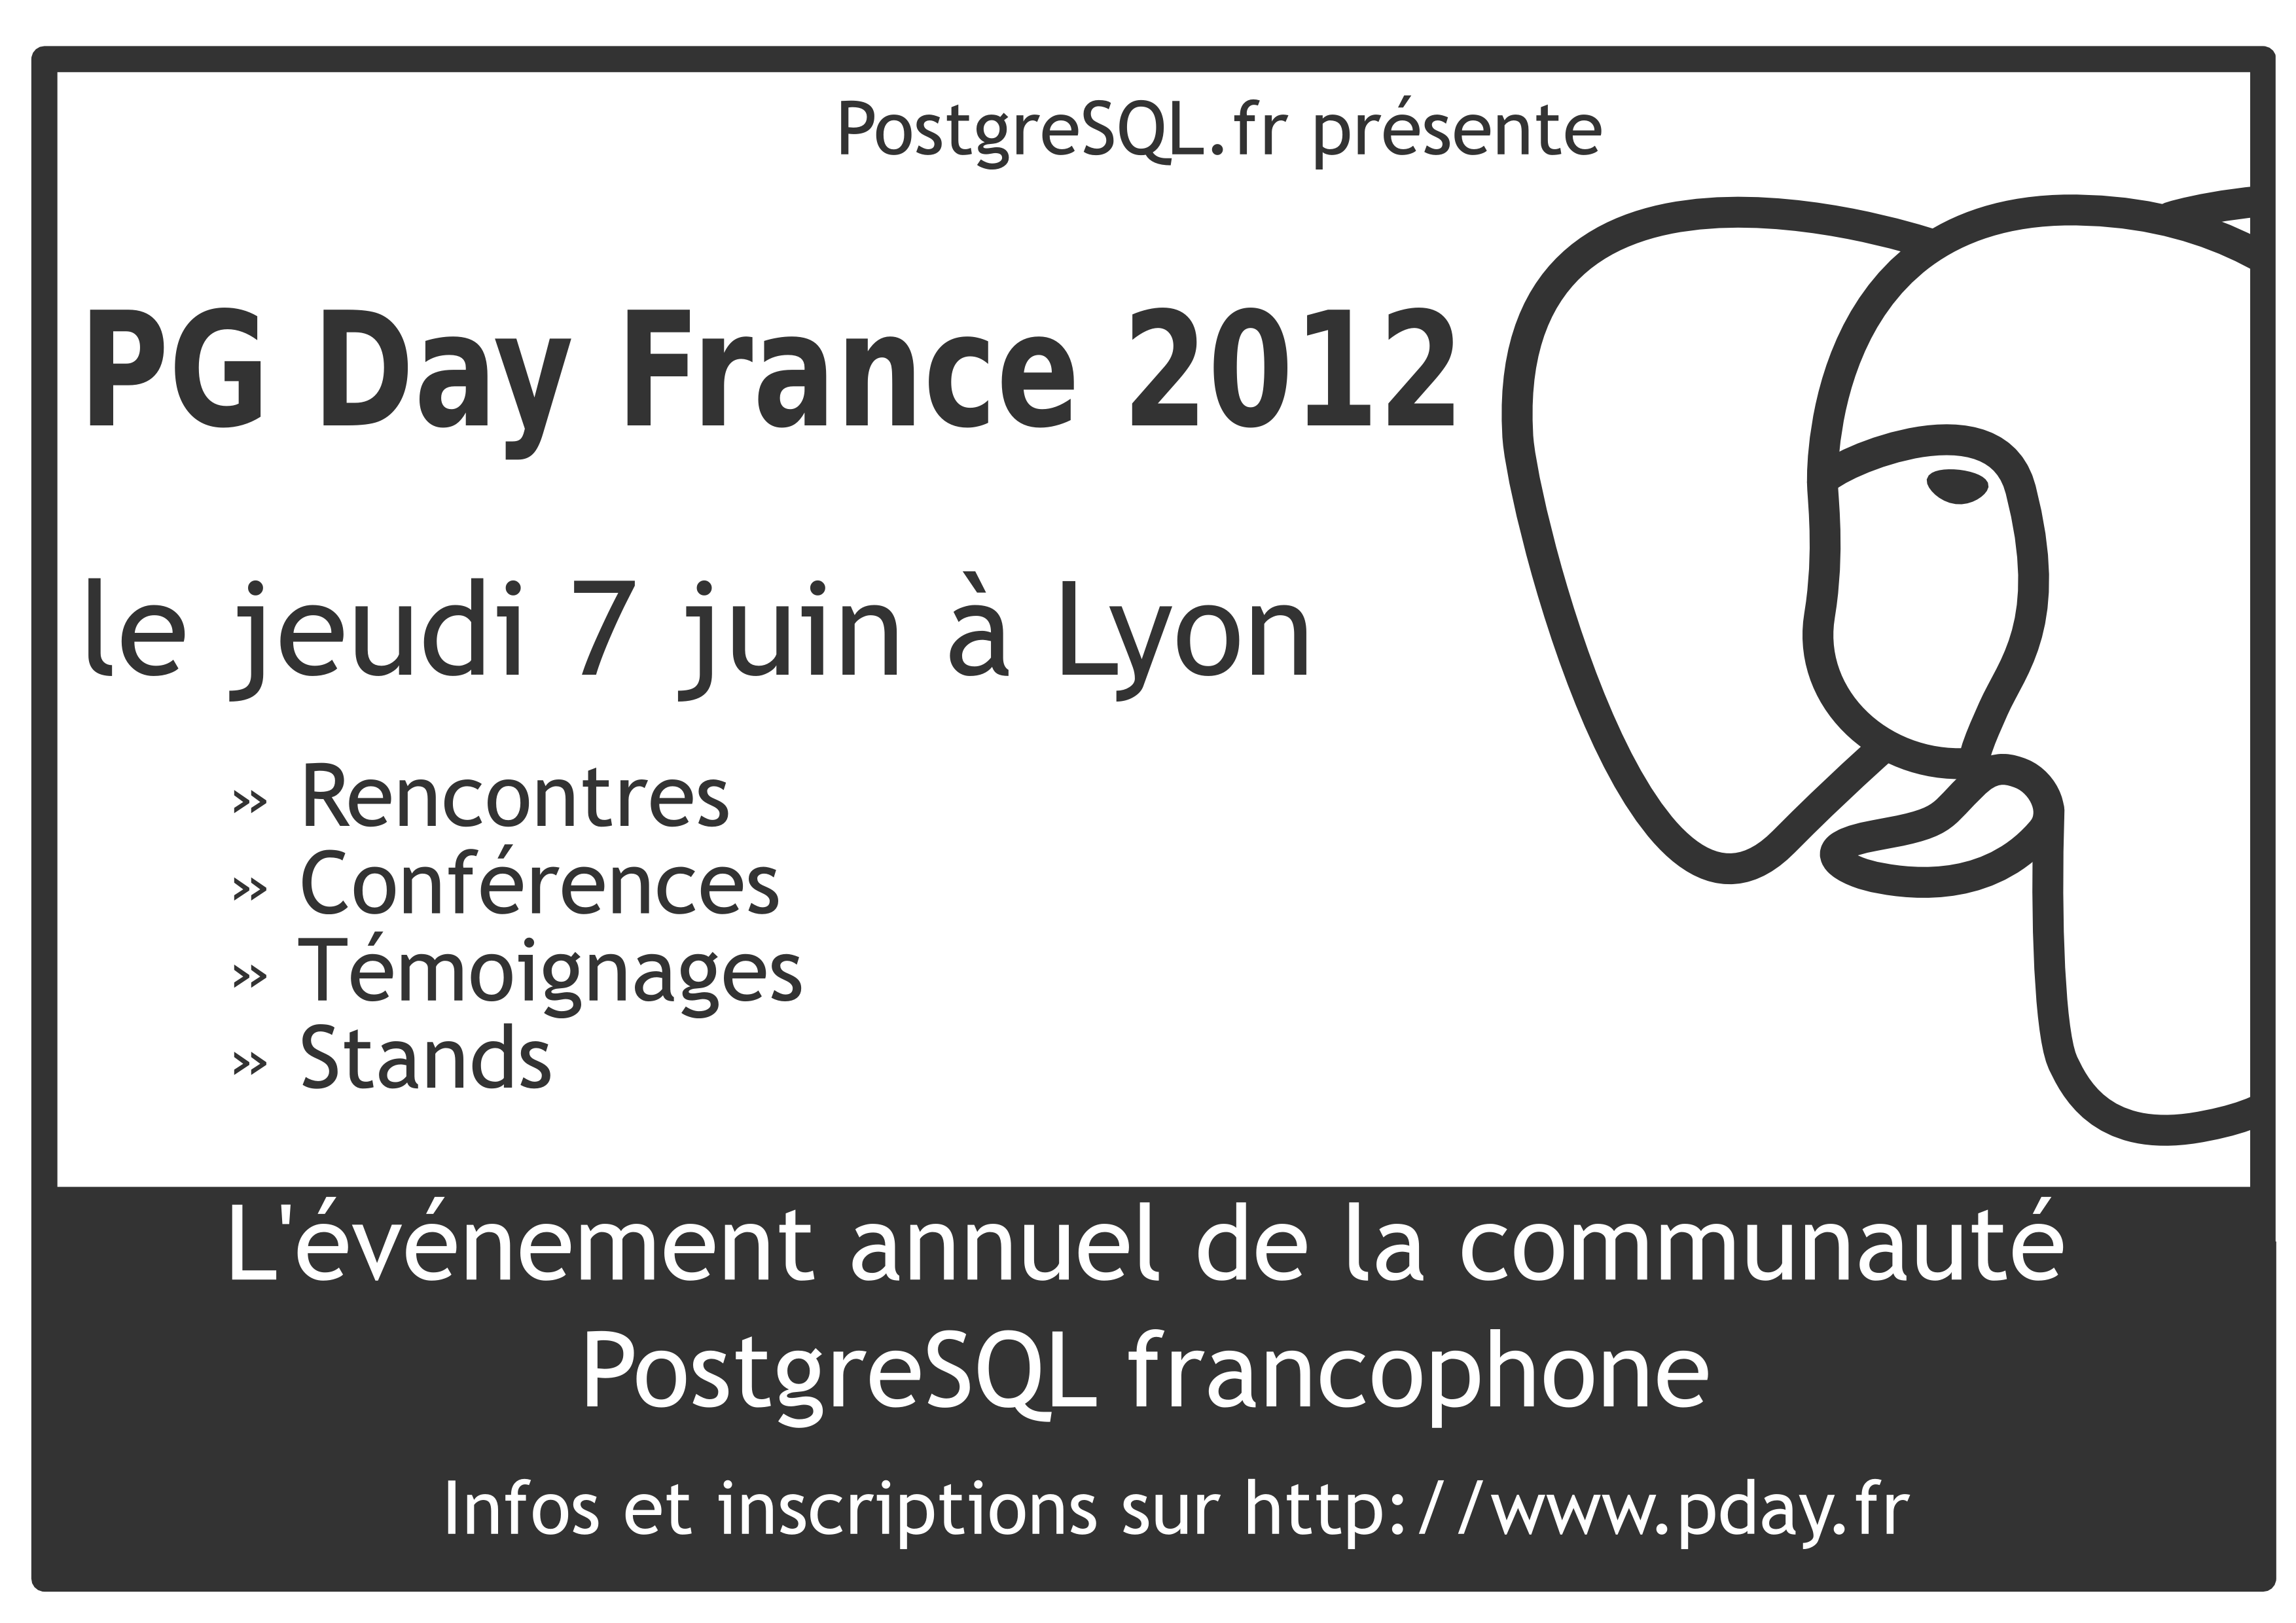 PostgreSQL.fr présente
PG Day France 2012
le jeudi 7 juin à Lyon
» Rencontres
» Conférences
» Témoignages
» Stands
L'événement annuel de la communauté
PostgreSQL francophone
Infos et inscriptions sur http://www.pday.fr